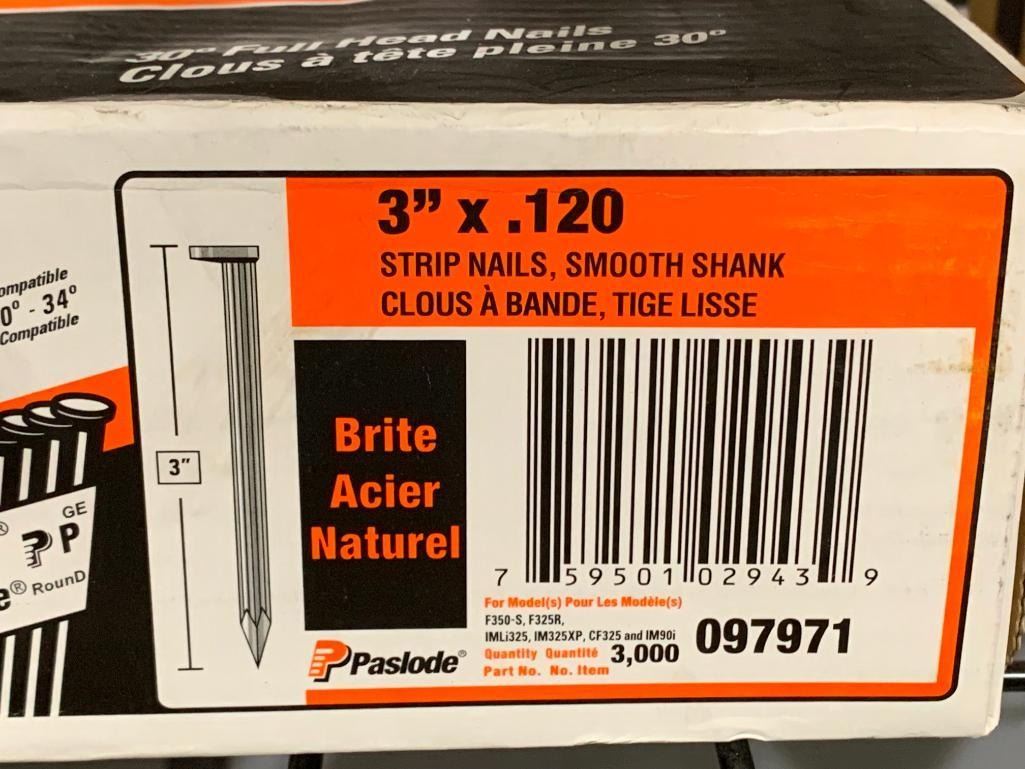 30° Full Head Nails
Clous à tête pleine 30°
0° - 34°
Compatible
GE
P
RounD
3"
3” x .120
STRIP NAILS, SMOOTH SHANK
CLOUS À BANDE, TIGE LISSE
Brite
Acier
Naturel
Paslode®
7 59501 02943 9
For Model(s) Pour Les Modèle(s)
F350-S, F325R,
IMLi325, IM325XP, CF325 and IM90i
Quantity Quantité 3,000
Part No. No. Item
097971